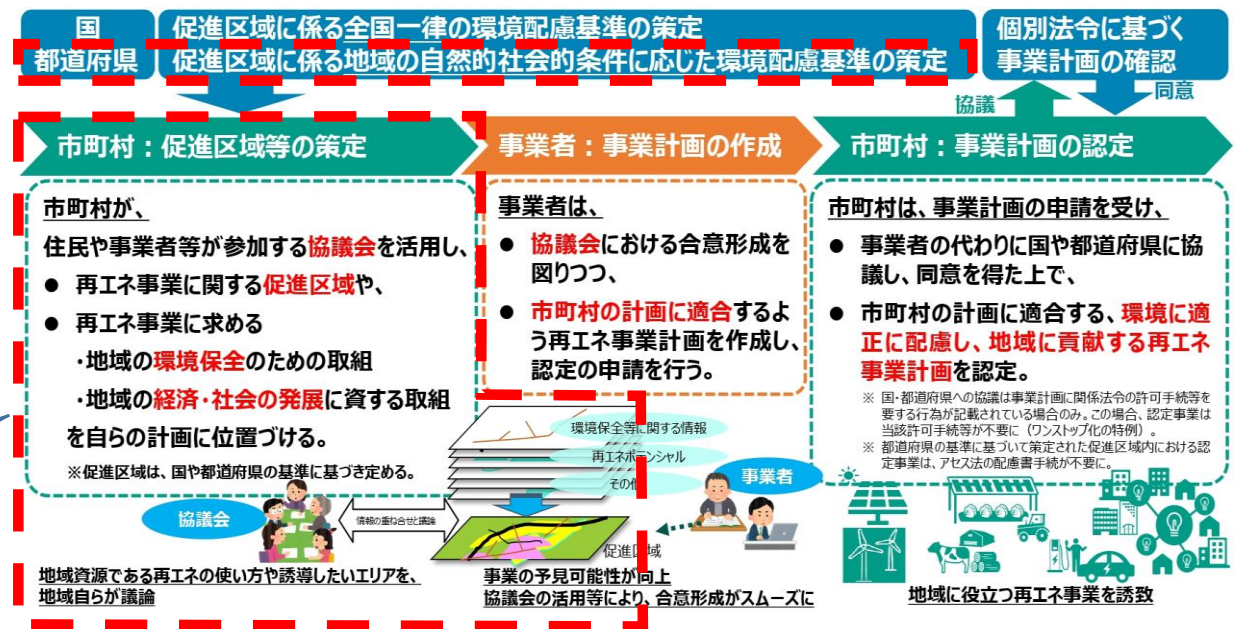 国
促進区域に係る全国一律の環境配慮基準の策定
都道府県
促進区域に係る地域の自然的社会的条件に応じた環境配慮基準の策定
個別法令に基づく
事業計画の確認
協議
同意
市町村：促進区域等の策定
市町村が、
住民や事業者等が参加する協議会を活用し、
● 再エネ事業に関する促進区域や、
● 再エネ事業に求める
・地域の環境保全のための取組
・地域の経済・社会の発展に資する取組
を自らの計画に位置づける。
※促進区域は、国や都道府県の基準に基づき定める。
協議会
情報の重ね合せと議論
地域資源である再エネの使い方や誘導したいエリアを、
地域自らが議論
事業者：事業計画の作成
事業者は、
● 協議会における合意形成を
図りつつ、
● 市町村の計画に適合するよ
う再エネ事業計画を作成し、
認定の申請を行う。
環境保全等に関する情報
再エネポテンシャル
その他
事業者
促進区域
事業の予見可能性が向上
協議会の活用等により、合意形成がスムーズに
市町村：事業計画の認定
市町村は、事業計画の申請を受け、
● 事業者の代わりに国や都道府県に協
議し、同意を得た上で、
● 市町村の計画に適合する、環境に適
正に配慮し、地域に貢献する再エネ
事業計画を認定。
※ 国・都道府県への協議は事業計画に関係法令の許可手続等を
要する行為が記載されている場合のみ。この場合、認定事業は
当該許可手続等が不要に（ワンストップ化の特例）。
※ 都道府県の基準に基づいて策定された促進区域内における認
定事業は、アセス法の配慮書手続が不要に。
地域に役立つ再エネ事業を誘致